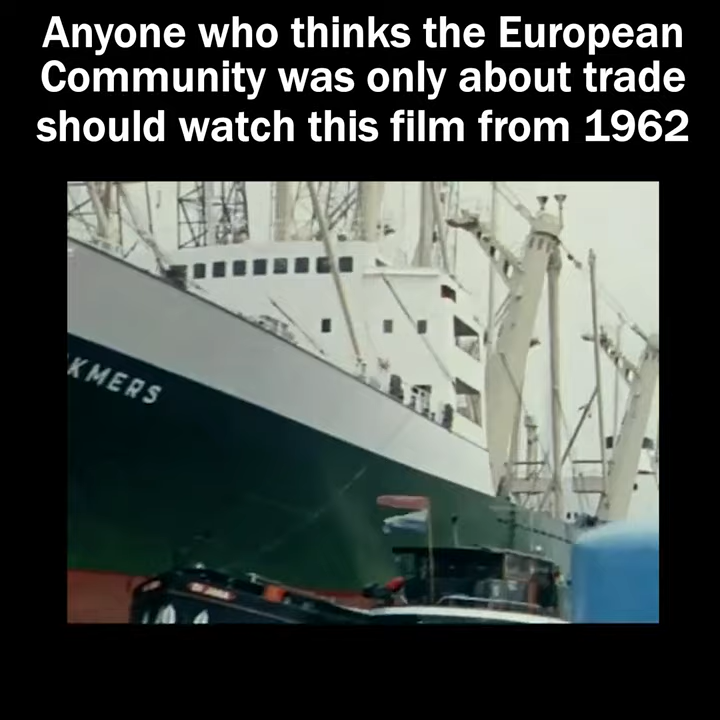 Anyone who thinks the European
Community was only about trade
should watch this film from 1962
KMERS